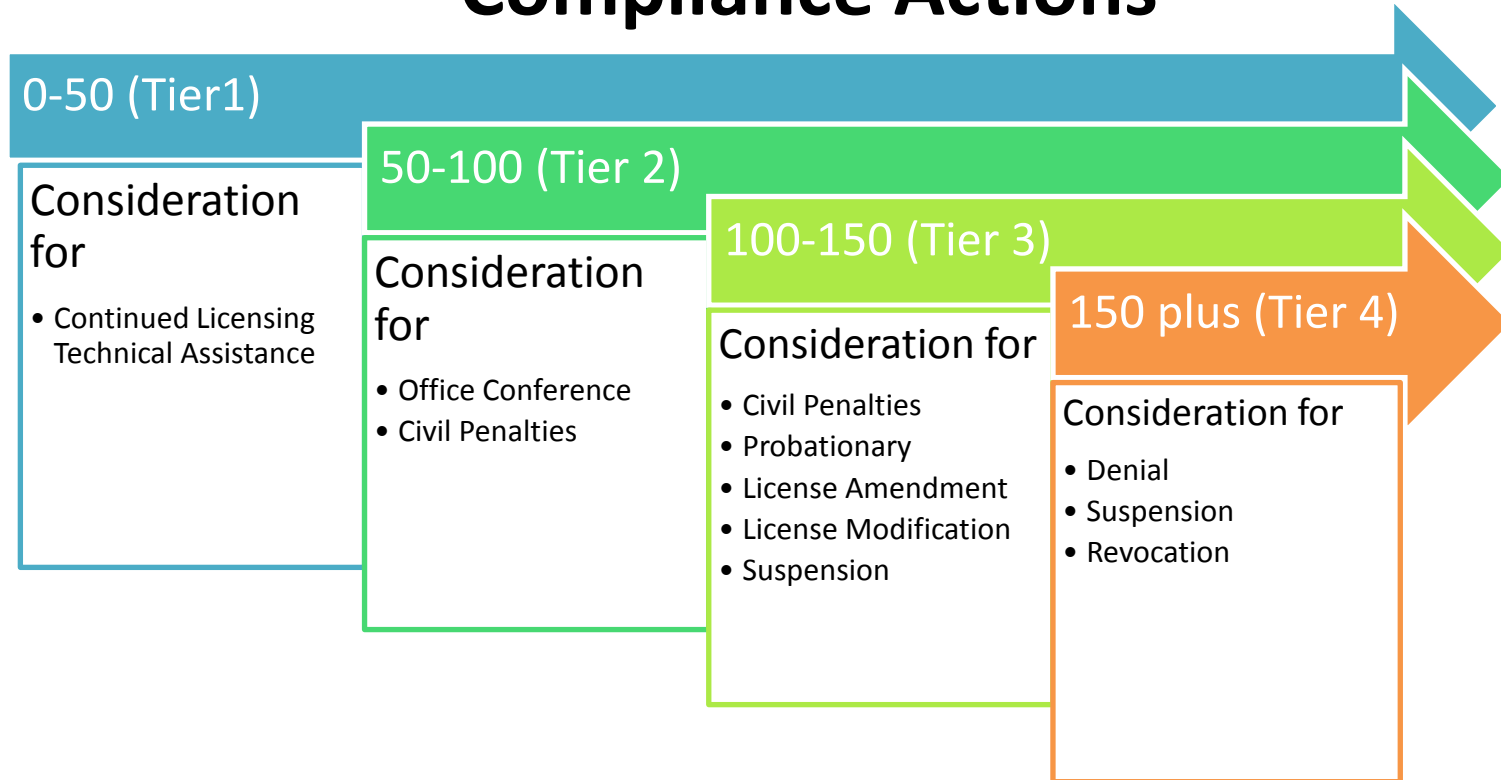 Compliance Actions
0-50 (Tier1)
Consideration
for
• Continued Licensing
Technical Assistance
50-100 (Tier 2)
Consideration
for
• Office Conference
• Civil Penalties
100-150 (Tier 3)
Consideration for
• Civil Penalties
• Probationary
• License Amendment
• License Modification
• Suspension
150 plus (Tier 4)
Consideration for
• Denial
• Suspension
• Revocation